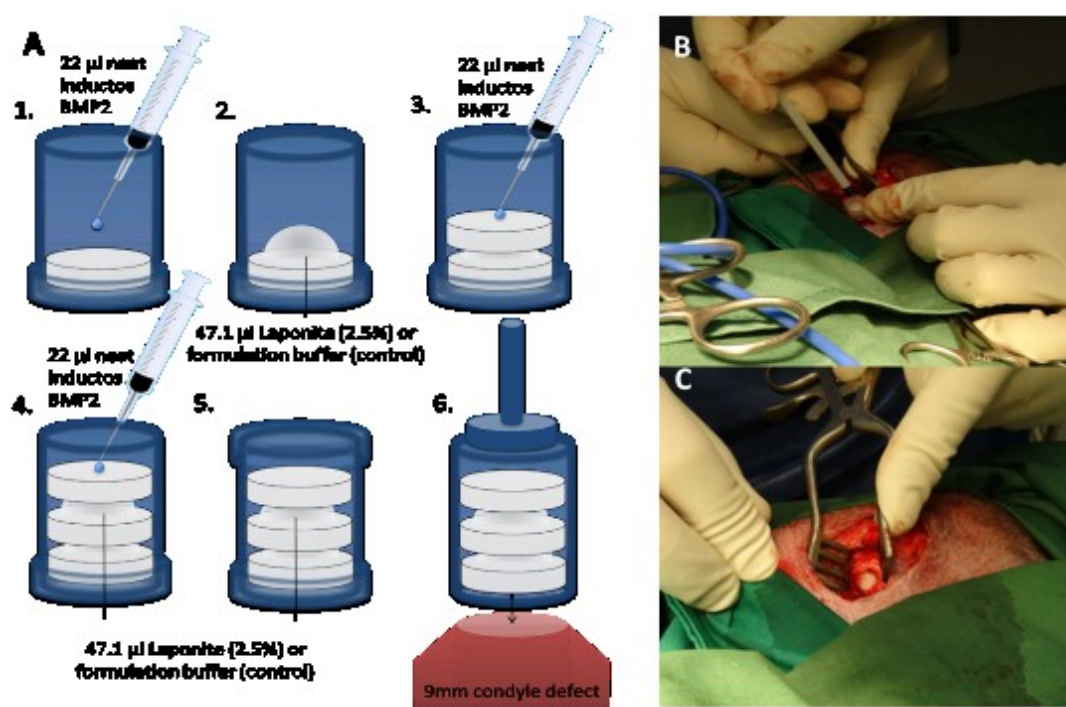 A
22 µl neat
Inductos
BMP2
1.
2.
22 µl neat
Inductos
BMP2
3.
47.1 µl Laponite (2.5%) or
formulation buffer (control)
22 µl neat
Inductos
BMP2
4.
5.
6.
47.1 µl Laponite (2.5%) or
formulation buffer (control)
9mm condyle defect
B
C